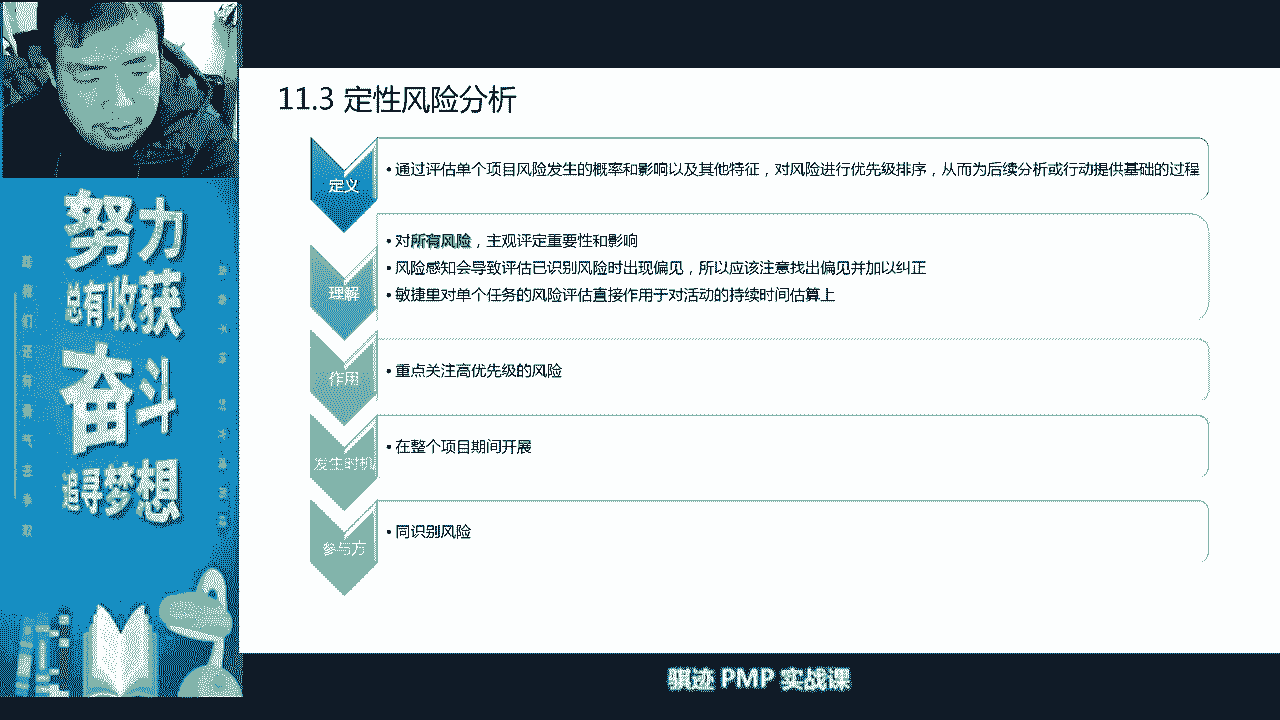 11.3 定性风险分析
定义
• 通过评估单个项目风险发生的概率和影响以及其他特征，对风险进行优先级排序，从而为后续分析或行动提供基础的过程
理解
• 对所有风险，主观评定重要性和影响
• 风险感知会导致评估已识别风险时出现偏见，所以应该注意找出偏见并加以纠正
• 敏捷里对单个任务的风险评估直接作用于对活动的持续时间估算上
作用
• 重点关注高优先级的风险
发生时机
• 在整个项目期间开展
参与方
• 同识别风险
努力
总有收获
奋斗
追寻梦想
骐迹 PMP 实战课